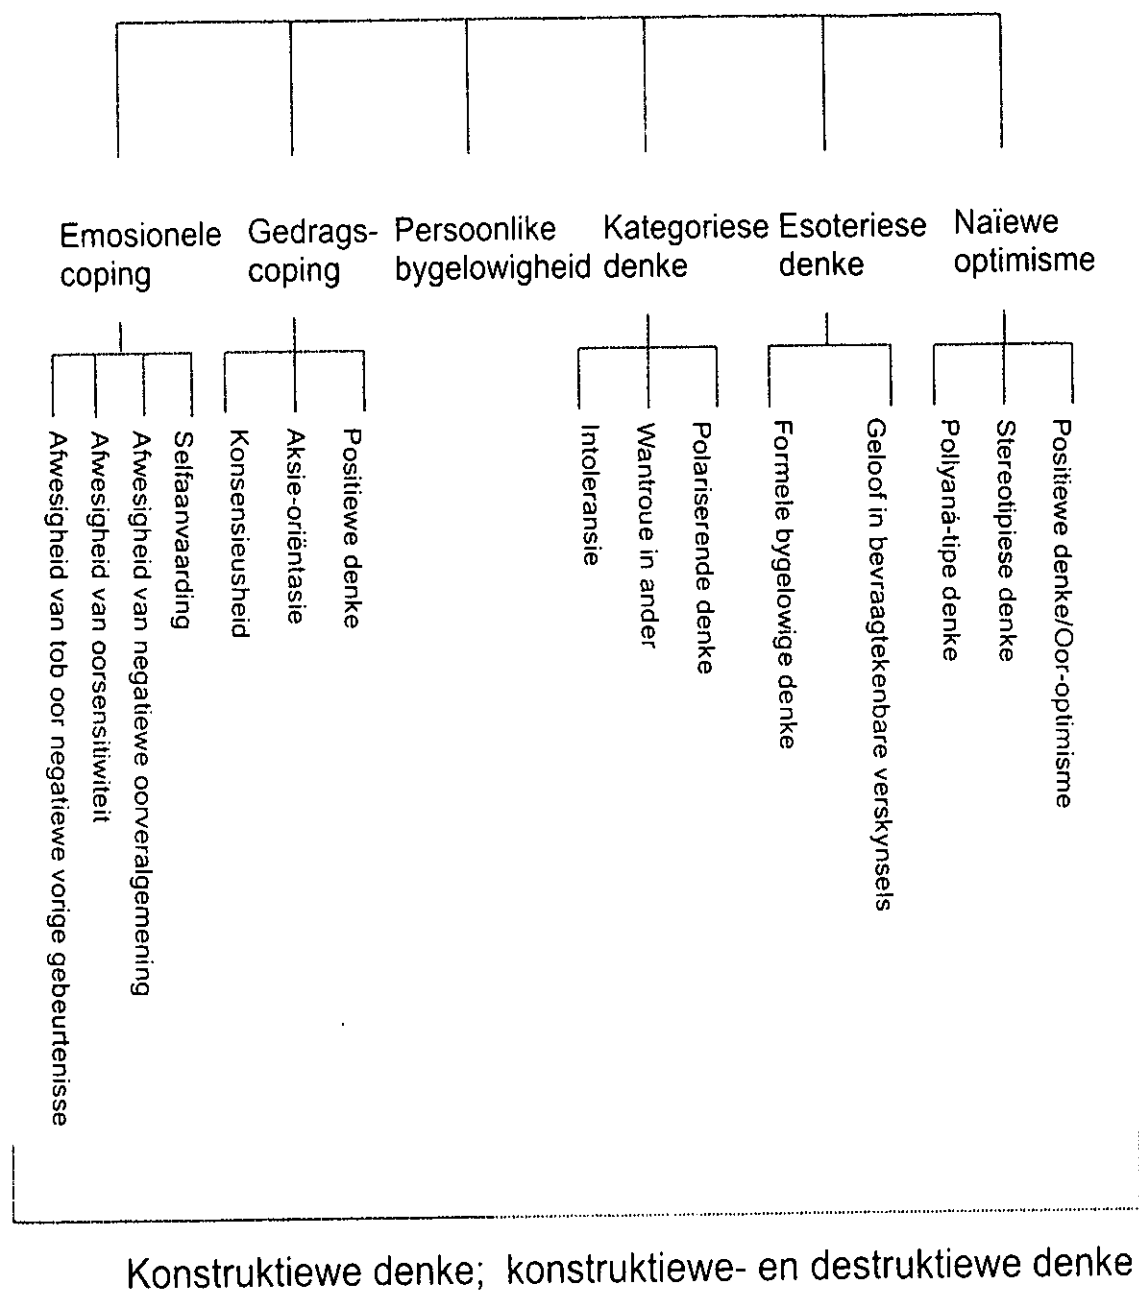 Emosionele
coping
Gedrags-
coping
Persoonlike
bygelowigheid
Kategoriese
denke
Esoteriese
denke
Naïewe
optimisme
Afwesigheid van tob oor negatiewe vorige gebeurtenisse
Afwesigheid van oorsensitiwiteit
Afwesigheid van negatiewe oorveralgemening
Selfaanvaarding
Konsensieusheid
Aksie-oriëntasie
Positiewe denke
Intoleransie
Wantroue in ander
Polariserende denke
Formele bygelowige denke
Geloof in bevraagtekenbare verskynsels
Pollyaná-tipe denke
Stereotipiese denke
Positiewe denke/Oor-optimisme
Konstruktiewe denke; konstruktiewe- en destruktiewe denke